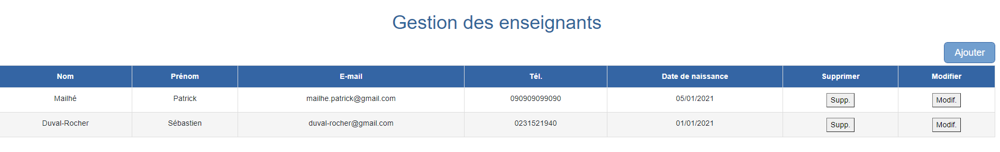 Gestion des enseignants
Ajouter
Nom Prénom E-mail Tél. Date de naissance Supprimer Modifier
Mailhé Patrick mailhe.patrick@gmail.com 090909099090 05/01/2021 Supp. Modif.
Duval-Rocher Sébastien duval-rocher@gmail.com 0231521940 01/01/2021 Supp. Modif.